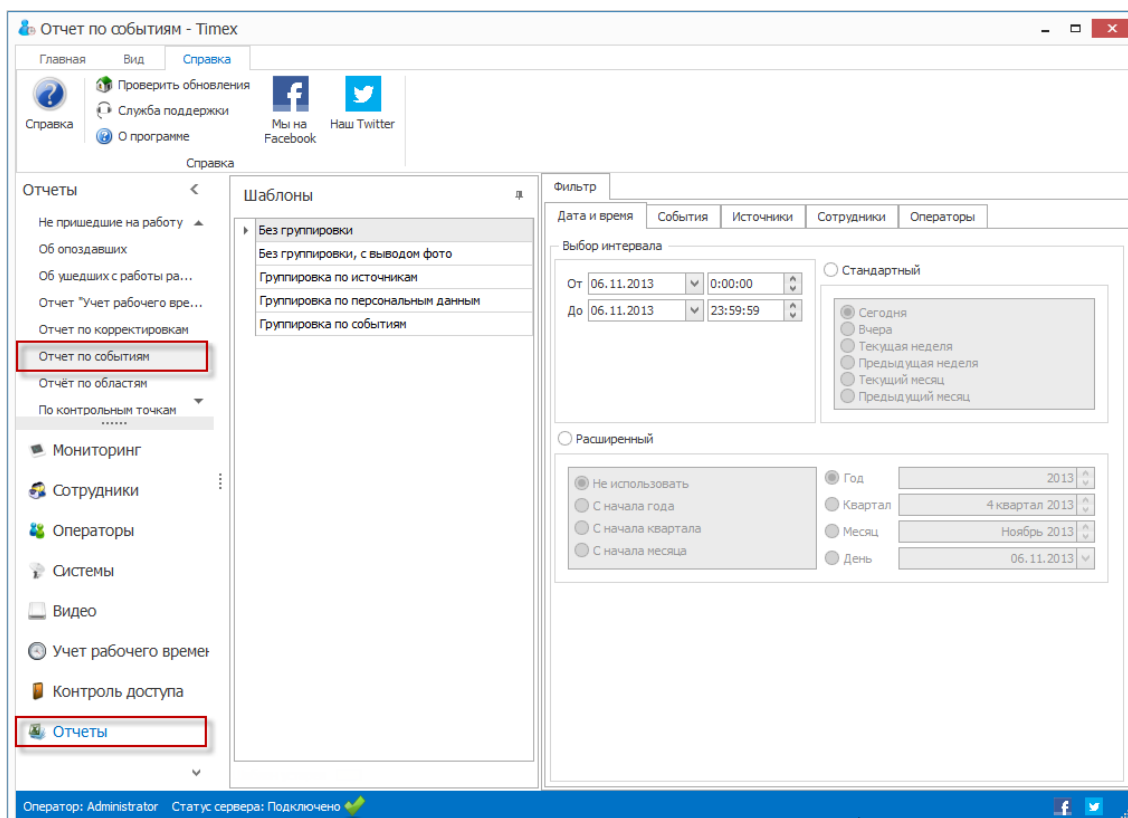 Отчет по событиям - Timex
Главная Вид Справка
Справка
Проверить обновления
Служба поддержки
О программе
Мы на Facebook
Наш Twitter
Справка
Отчеты
Не пришедшие на работу
Об опоздавших
Об ушедших с работы ра...
Отчет "Учет рабочего вре...
Отчет по корректировкам
Отчет по событиям
Отчёт по областям
По контрольным точкам
Мониторинг
Сотрудники
Операторы
Системы
Видео
Учет рабочего времен
Контроль доступа
Отчеты
Шаблоны
Без группировки
Без группировки, с выводом фото
Группировка по источникам
Группировка по персональным данным
Группировка по событиям
Фильтр
Дата и время События Источники Сотрудники Операторы
Выбор интервала
От 06.11.2013 0:00:00
До 06.11.2013 23:59:59
Стандартный
Сегодня
Вчера
Текущая неделя
Предыдущая неделя
Текущий месяц
Предыдущий месяц
Расширенный
Не использовать
С начала года
С начала квартала
С начала месяца
Год 2013
Квартал 4 квартал 2013
Месяц Ноябрь 2013
День 06.11.2013
Оператор: Administrator Статус сервера: Подключено